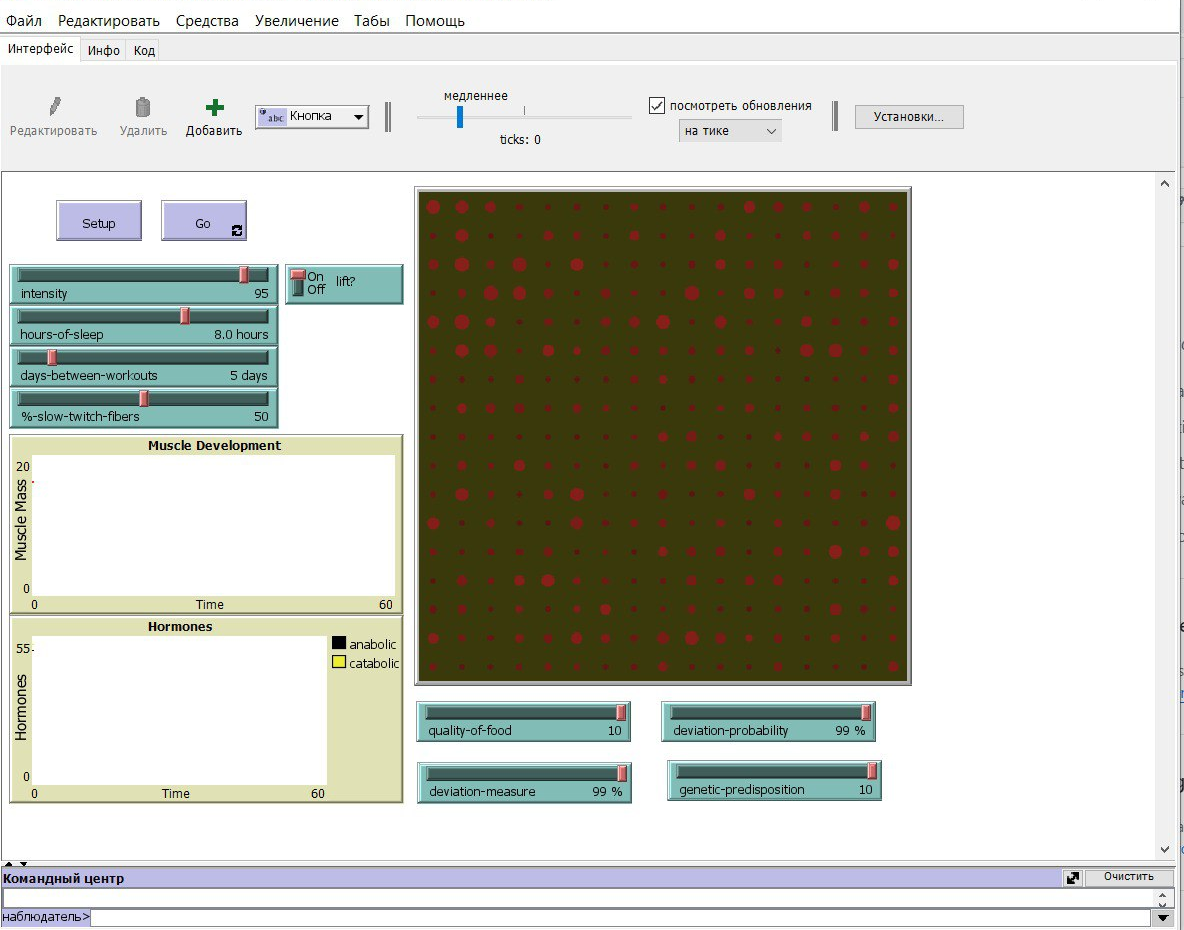 Файл Редактировать Средства Увеличение Табы Помощь
Интерфейс Инфо Код
Редактировать Удалить Добавить
abc Кнопка
медленнее
ticks: 0
посмотреть обновления
на тике
Установки...
Setup Go
intensity 95
On
Off
lift?
hours-of-sleep 8.0 hours
days-between-workouts 5 days
%-slow-twitch-fibers 50
Muscle Development
20
Muscle Mass
0
0 Time 60
Hormones
55
Hormones
0
0 Time 60
anabolic
catabolic
quality-of-food 10
deviation-probability 99 %
deviation-measure 99 %
genetic-predisposition 10
Командный центр
Очистить
наблюдатель>